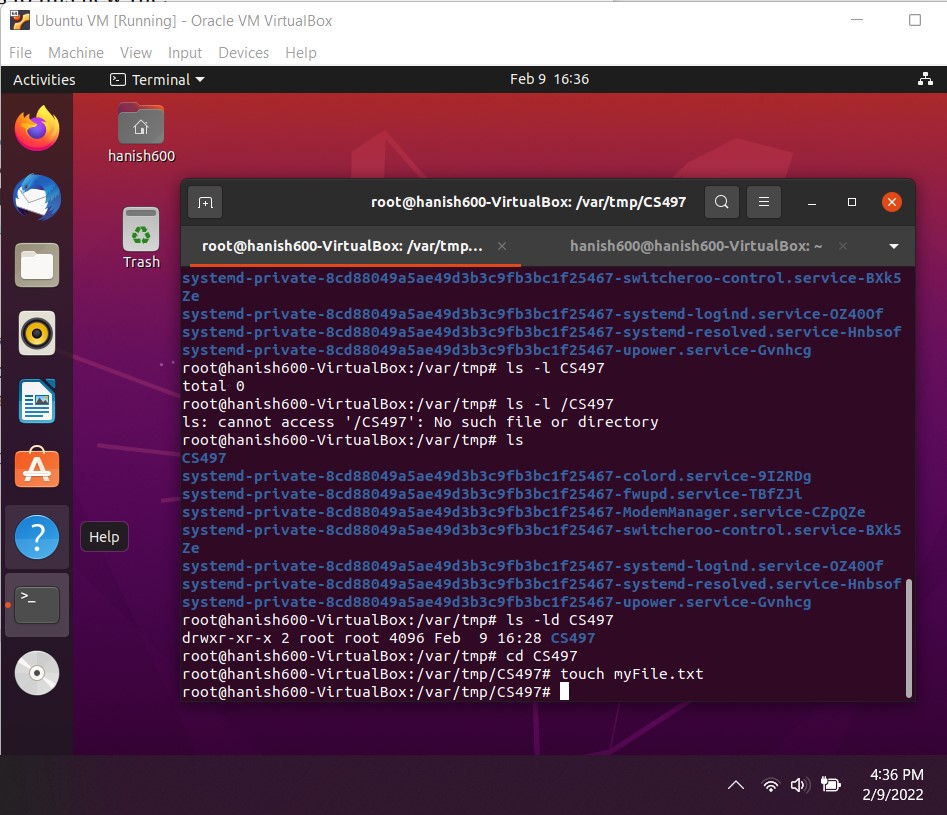 Ubuntu VM [Running] - Oracle VM VirtualBox
File Machine View Input Devices Help
Activities Terminal Feb 9 16:36
hanish600
Trash
Help
root@hanish600-VirtualBox: /var/tmp/CS497
root@hanish600-VirtualBox: /var/tmp... hanish600@hanish600-VirtualBox: ~
systemd-private-8cd88049a5ae49d3b3c9fb3bc1f25467-switcheroo-control.service-BXk5
Ze
systemd-private-8cd88049a5ae49d3b3c9fb3bc1f25467-systemd-logind.service-OZ40Of
systemd-private-8cd88049a5ae49d3b3c9fb3bc1f25467-systemd-resolved.service-Hnbsof
systemd-private-8cd88049a5ae49d3b3c9fb3bc1f25467-upower.service-Gvnhcg
root@hanish600-VirtualBox:/var/tmp# ls -l CS497
total 0
root@hanish600-VirtualBox:/var/tmp# ls -l /CS497
ls: cannot access '/CS497': No such file or directory
root@hanish600-VirtualBox:/var/tmp# ls
CS497
systemd-private-8cd88049a5ae49d3b3c9fb3bc1f25467-colord.service-9I2RDg
systemd-private-8cd88049a5ae49d3b3c9fb3bc1f25467-fwupd.service-TBfZJi
systemd-private-8cd88049a5ae49d3b3c9fb3bc1f25467-ModemManager.service-CZpQZe
systemd-private-8cd88049a5ae49d3b3c9fb3bc1f25467-switcheroo-control.service-BXk5
Ze
systemd-private-8cd88049a5ae49d3b3c9fb3bc1f25467-systemd-logind.service-OZ40Of
systemd-private-8cd88049a5ae49d3b3c9fb3bc1f25467-systemd-resolved.service-Hnbsof
systemd-private-8cd88049a5ae49d3b3c9fb3bc1f25467-upower.service-Gvnhcg
root@hanish600-VirtualBox:/var/tmp# ls -ld CS497
drwxr-xr-x 2 root root 4096 Feb  9 16:28 CS497
root@hanish600-VirtualBox:/var/tmp# cd CS497
root@hanish600-VirtualBox:/var/tmp/CS497# touch myFile.txt
root@hanish600-VirtualBox:/var/tmp/CS497#
4:36 PM
2/9/2022